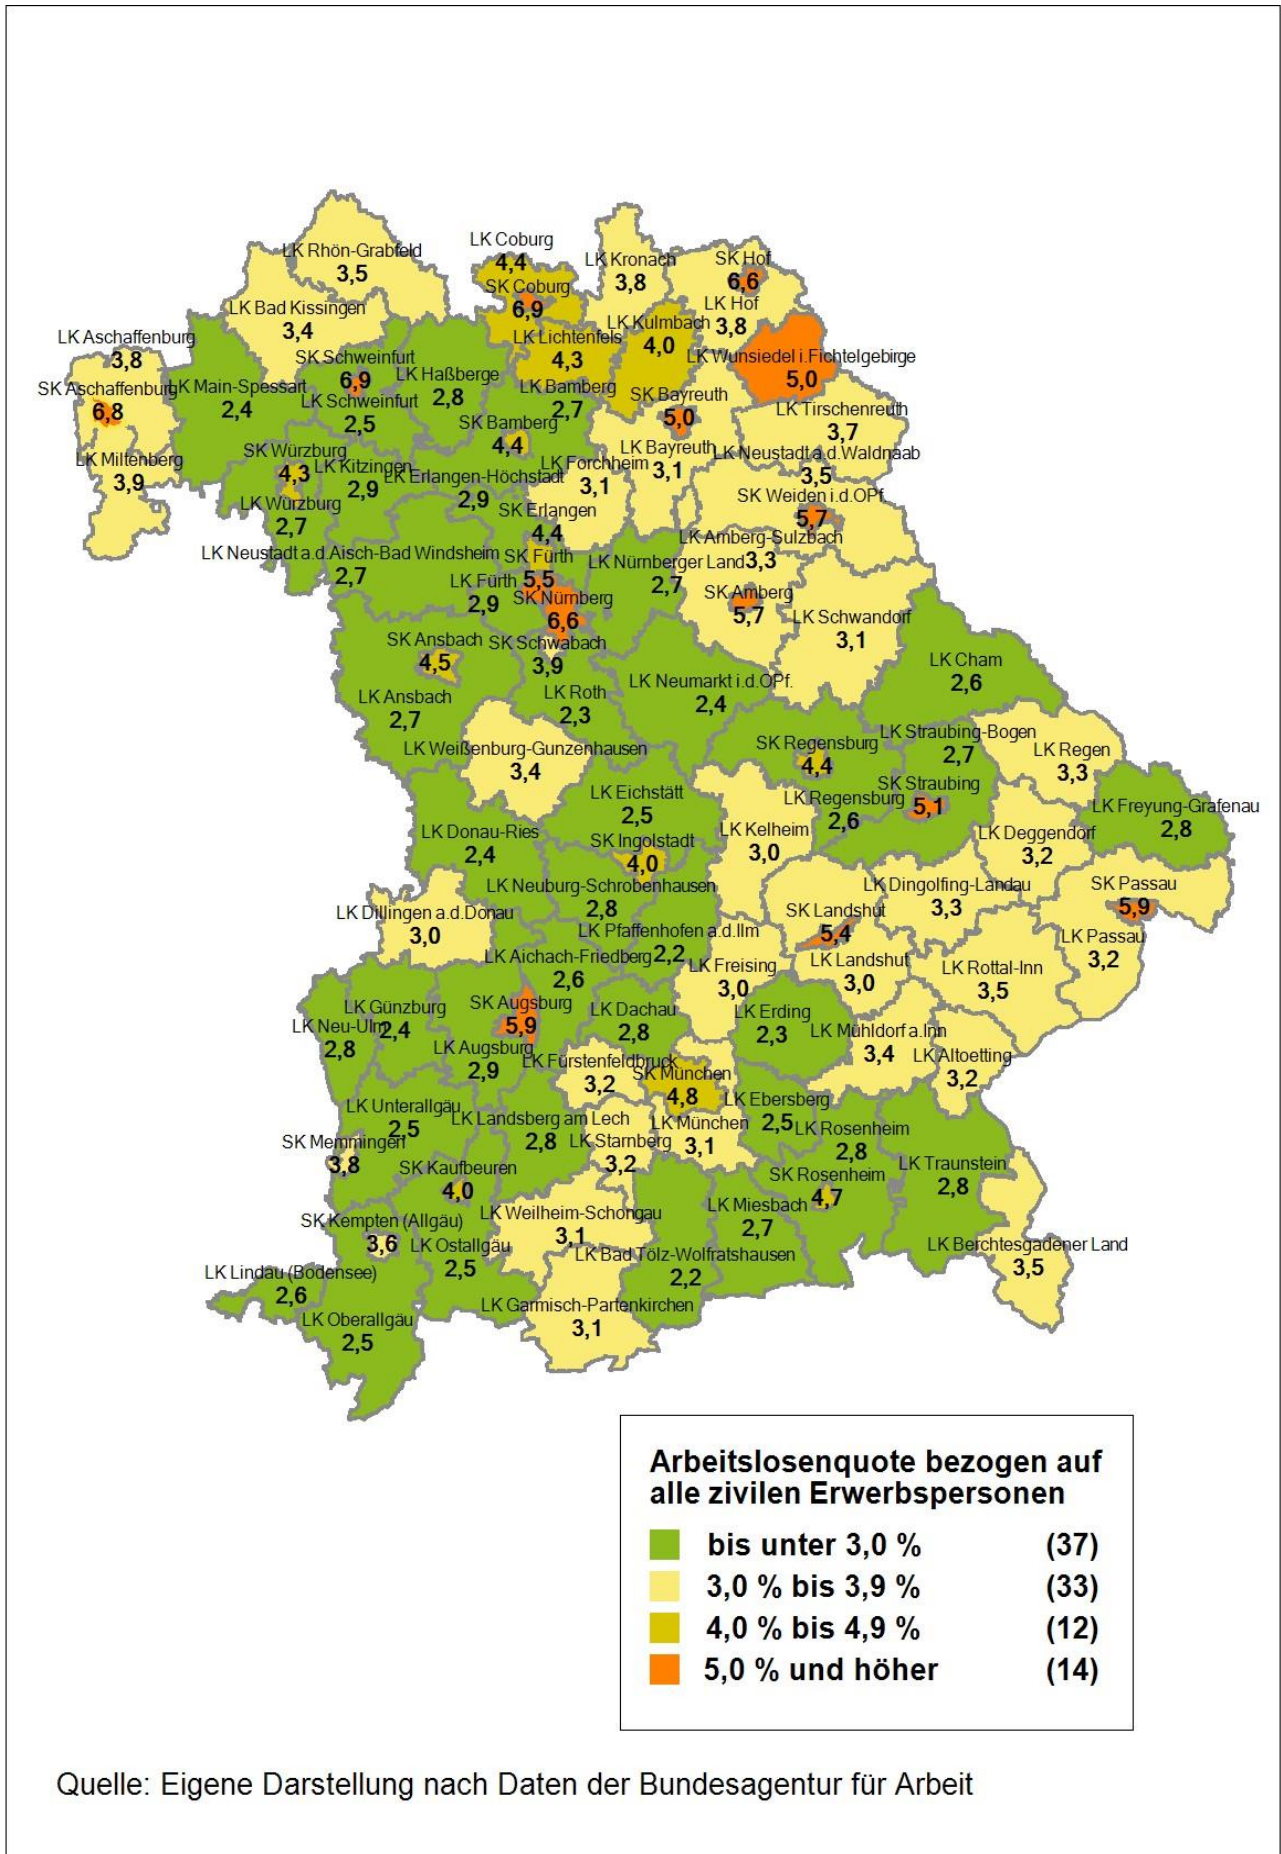 LK Coburg
4,4
LK Rhön-Grabfeld
3,5
LK Kronach
3,8
SK Hof
6,6
SK Coburg
6,9
LK Bad Kissingen
3,4
LK Hof
3,8
LK Kulmbach
4,0
LK Aschaffenburg
3,8
LK Lichtenfels
4,3
SK Schweinfurt
6,9
LK Wunsiedel i.Fichtelgebirge
5,0
LK Haßberge
2,8
SK Aschaffenburg
6,8
LK Main-Spessart
2,4
LK Bamberg
2,7
SK Bayreuth
5,0
LK Schweinfurt
2,5
LK Tirschenreuth
3,7
SK Bamberg
4,4
SK Würzburg
4,3
LK Bayreuth
3,1
LK Neustadt a.d.Waldnaab
3,5
LK Miltenberg
3,9
LK Kitzingen
2,9
LK Forchheim
3,1
LK Erlangen-Höchstadt
2,9
SK Weiden i.d.OPf.
5,7
LK Würzburg
2,7
SK Erlangen
4,4
LK Amberg-Sulzbach
3,3
LK Neustadt a.d.Aisch-Bad Windsheim
2,7
SK Fürth
5,5
LK Nürnberger Land
2,7
LK Fürth
2,9
SK Nürnberg
6,6
SK Amberg
5,7
LK Schwandorf
3,1
SK Ansbach
4,5
SK Schwabach
3,9
LK Cham
2,6
LK Neumarkt i.d.OPf.
2,4
LK Ansbach
2,7
LK Roth
2,3
LK Straubing-Bogen
2,7
LK Weißenburg-Gunzenhausen
3,4
SK Regensburg
4,4
LK Regen
3,3
SK Straubing
5,1
LK Eichstätt
2,5
LK Regensburg
2,6
LK Freyung-Grafenau
2,8
LK Donau-Ries
2,4
LK Kelheim
3,0
LK Deggendorf
3,2
SK Ingolstadt
4,0
LK Neuburg-Schrobenhausen
2,8
LK Dingolfing-Landau
3,3
SK Passau
5,9
LK Dillingen a.d.Donau
3,0
SK Landshut
5,4
LK Pfaffenhofen a.d.Ilm
2,2
LK Passau
3,2
LK Aichach-Friedberg
2,6
LK Freising
3,0
LK Landshut
3,0
LK Rottal-Inn
3,5
LK Günzburg
2,4
SK Augsburg
5,9
LK Dachau
2,8
LK Erding
2,3
LK Neu-Ulm
2,8
LK Mühldorf a.Inn
3,4
LK Augsburg
2,9
LK Fürstenfeldbruck
3,2
LK Altoetting
3,2
SK München
4,8
LK Ebersberg
2,5
LK Unterallgäu
2,5
LK Landsberg am Lech
2,8
LK München
3,1
LK Rosenheim
2,8
SK Memmingen
3,8
LK Starnberg
3,2
LK Traunstein
2,8
SK Kaufbeuren
4,0
SK Rosenheim
4,7
LK Miesbach
2,7
SK Kempten (Allgäu)
3,6
LK Weilheim-Schongau
3,1
LK Ostallgäu
2,5
LK Berchtesgadener Land
3,5
LK Bad Tölz-Wolfratshausen
2,2
LK Lindau (Bodensee)
2,6
LK Garmisch-Partenkirchen
3,1
LK Oberallgäu
2,5
Arbeitslosenquote bezogen auf
alle zivilen Erwerbspersonen
bis unter 3,0 % (37)
3,0 % bis 3,9 % (33)
4,0 % bis 4,9 % (12)
5,0 % und höher (14)
Quelle: Eigene Darstellung nach Daten der Bundesagentur für Arbeit